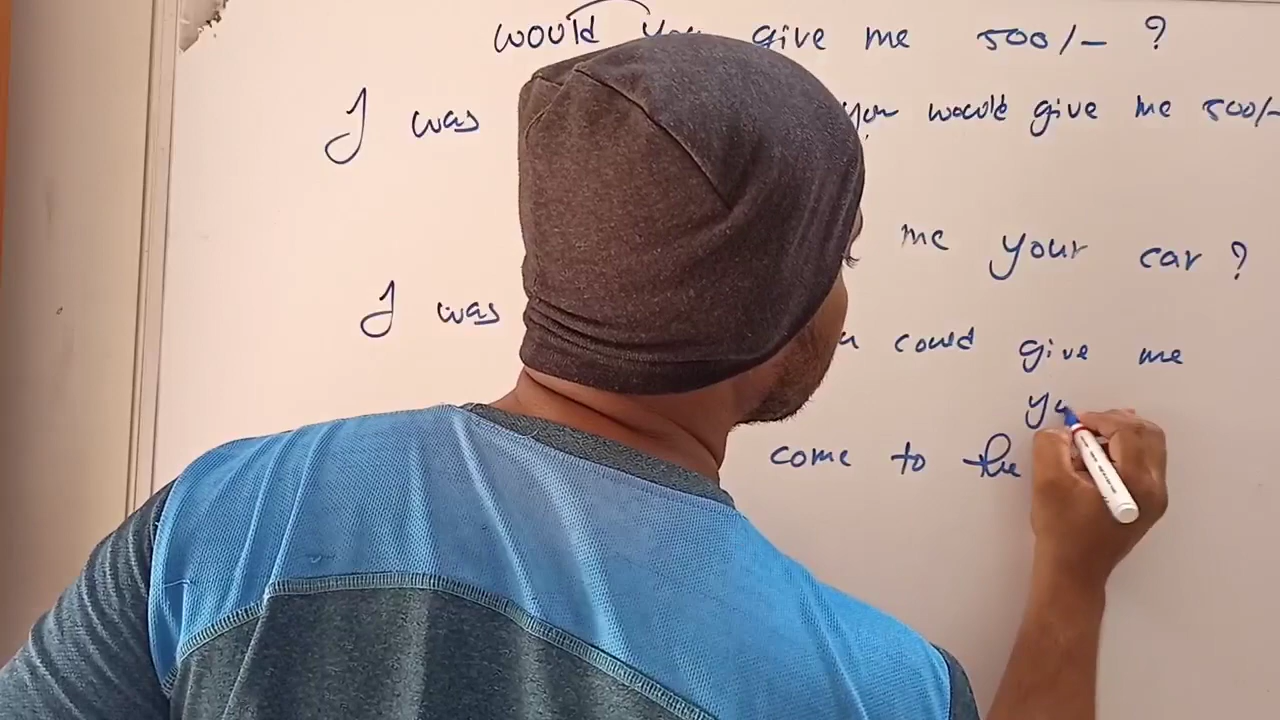 would you give me 500/- ?
I was you would give me 500/-
me your car ?
I was could give me
come to the